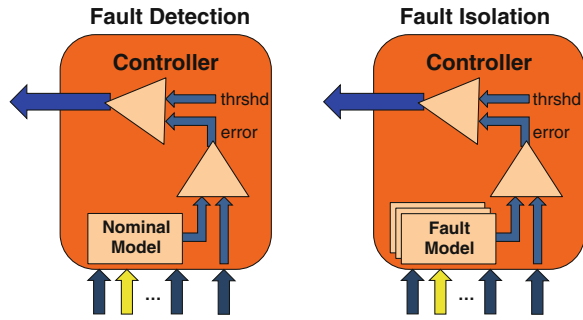 Fault Detection
Controller
thrshd
error
Nominal
Model
...
Fault Isolation
Controller
thrshd
error
Fault
Model
...